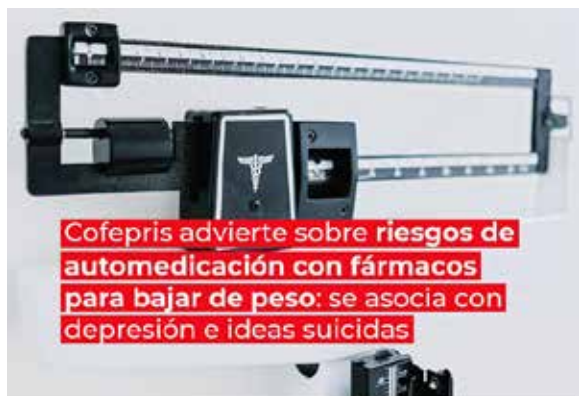 Cofepris advierte sobre riesgos de
automedicación con fármacos
para bajar de peso: se asocia con
depresión e ideas suicidas